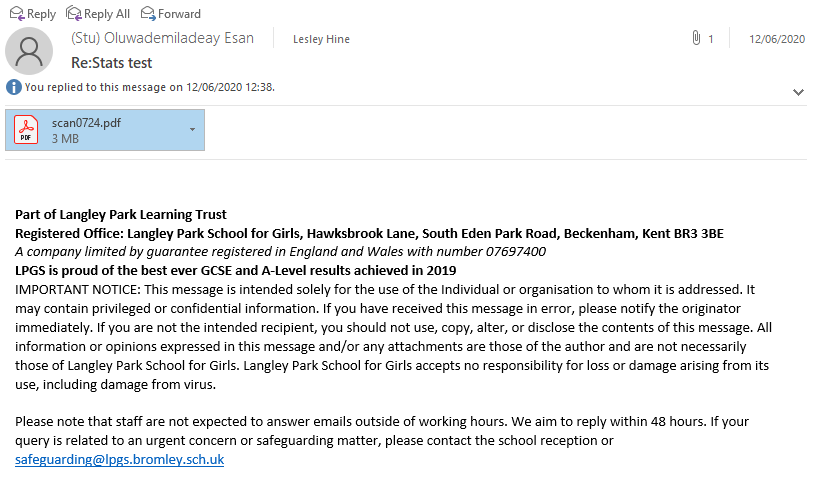 Reply Reply All Forward
(Stu) Oluwademiladeay Esan Lesley Hine 1 12/06/2020
Re:Stats test
You replied to this message on 12/06/2020 12:38.
scan0724.pdf
PDF
3 MB
Part of Langley Park Learning Trust
Registered Office: Langley Park School for Girls, Hawksbrook Lane, South Eden Park Road, Beckenham, Kent BR3 3BE
A company limited by guarantee registered in England and Wales with number 07697400
LPGS is proud of the best ever GCSE and A-Level results achieved in 2019
IMPORTANT NOTICE: This message is intended solely for the use of the Individual or organisation to whom it is addressed. It
may contain privileged or confidential information. If you have received this message in error, please notify the originator
immediately. If you are not the intended recipient, you should not use, copy, alter, or disclose the contents of this message. All
information or opinions expressed in this message and/or any attachments are those of the author and are not necessarily
those of Langley Park School for Girls. Langley Park School for Girls accepts no responsibility for loss or damage arising from its
use, including damage from virus.
Please note that staff are not expected to answer emails outside of working hours. We aim to reply within 48 hours. If your
query is related to an urgent concern or safeguarding matter, please contact the school reception or
safeguarding@lpgs.bromley.sch.uk